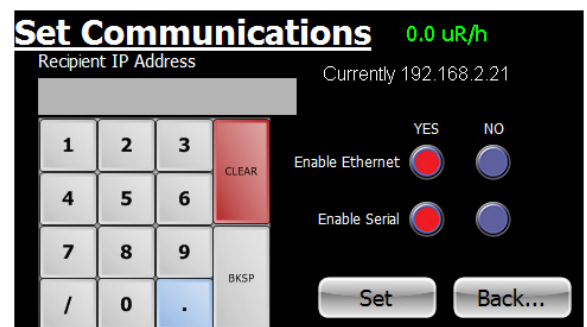 Set Communications 0.0 uR/h
Recipient IP Address
Currently 192.168.2.21
YES NO
1 2 3 CLEAR
Enable Ethernet
4 5 6
Enable Serial
7 8 9 BKSP
/ 0 .
Set Back...